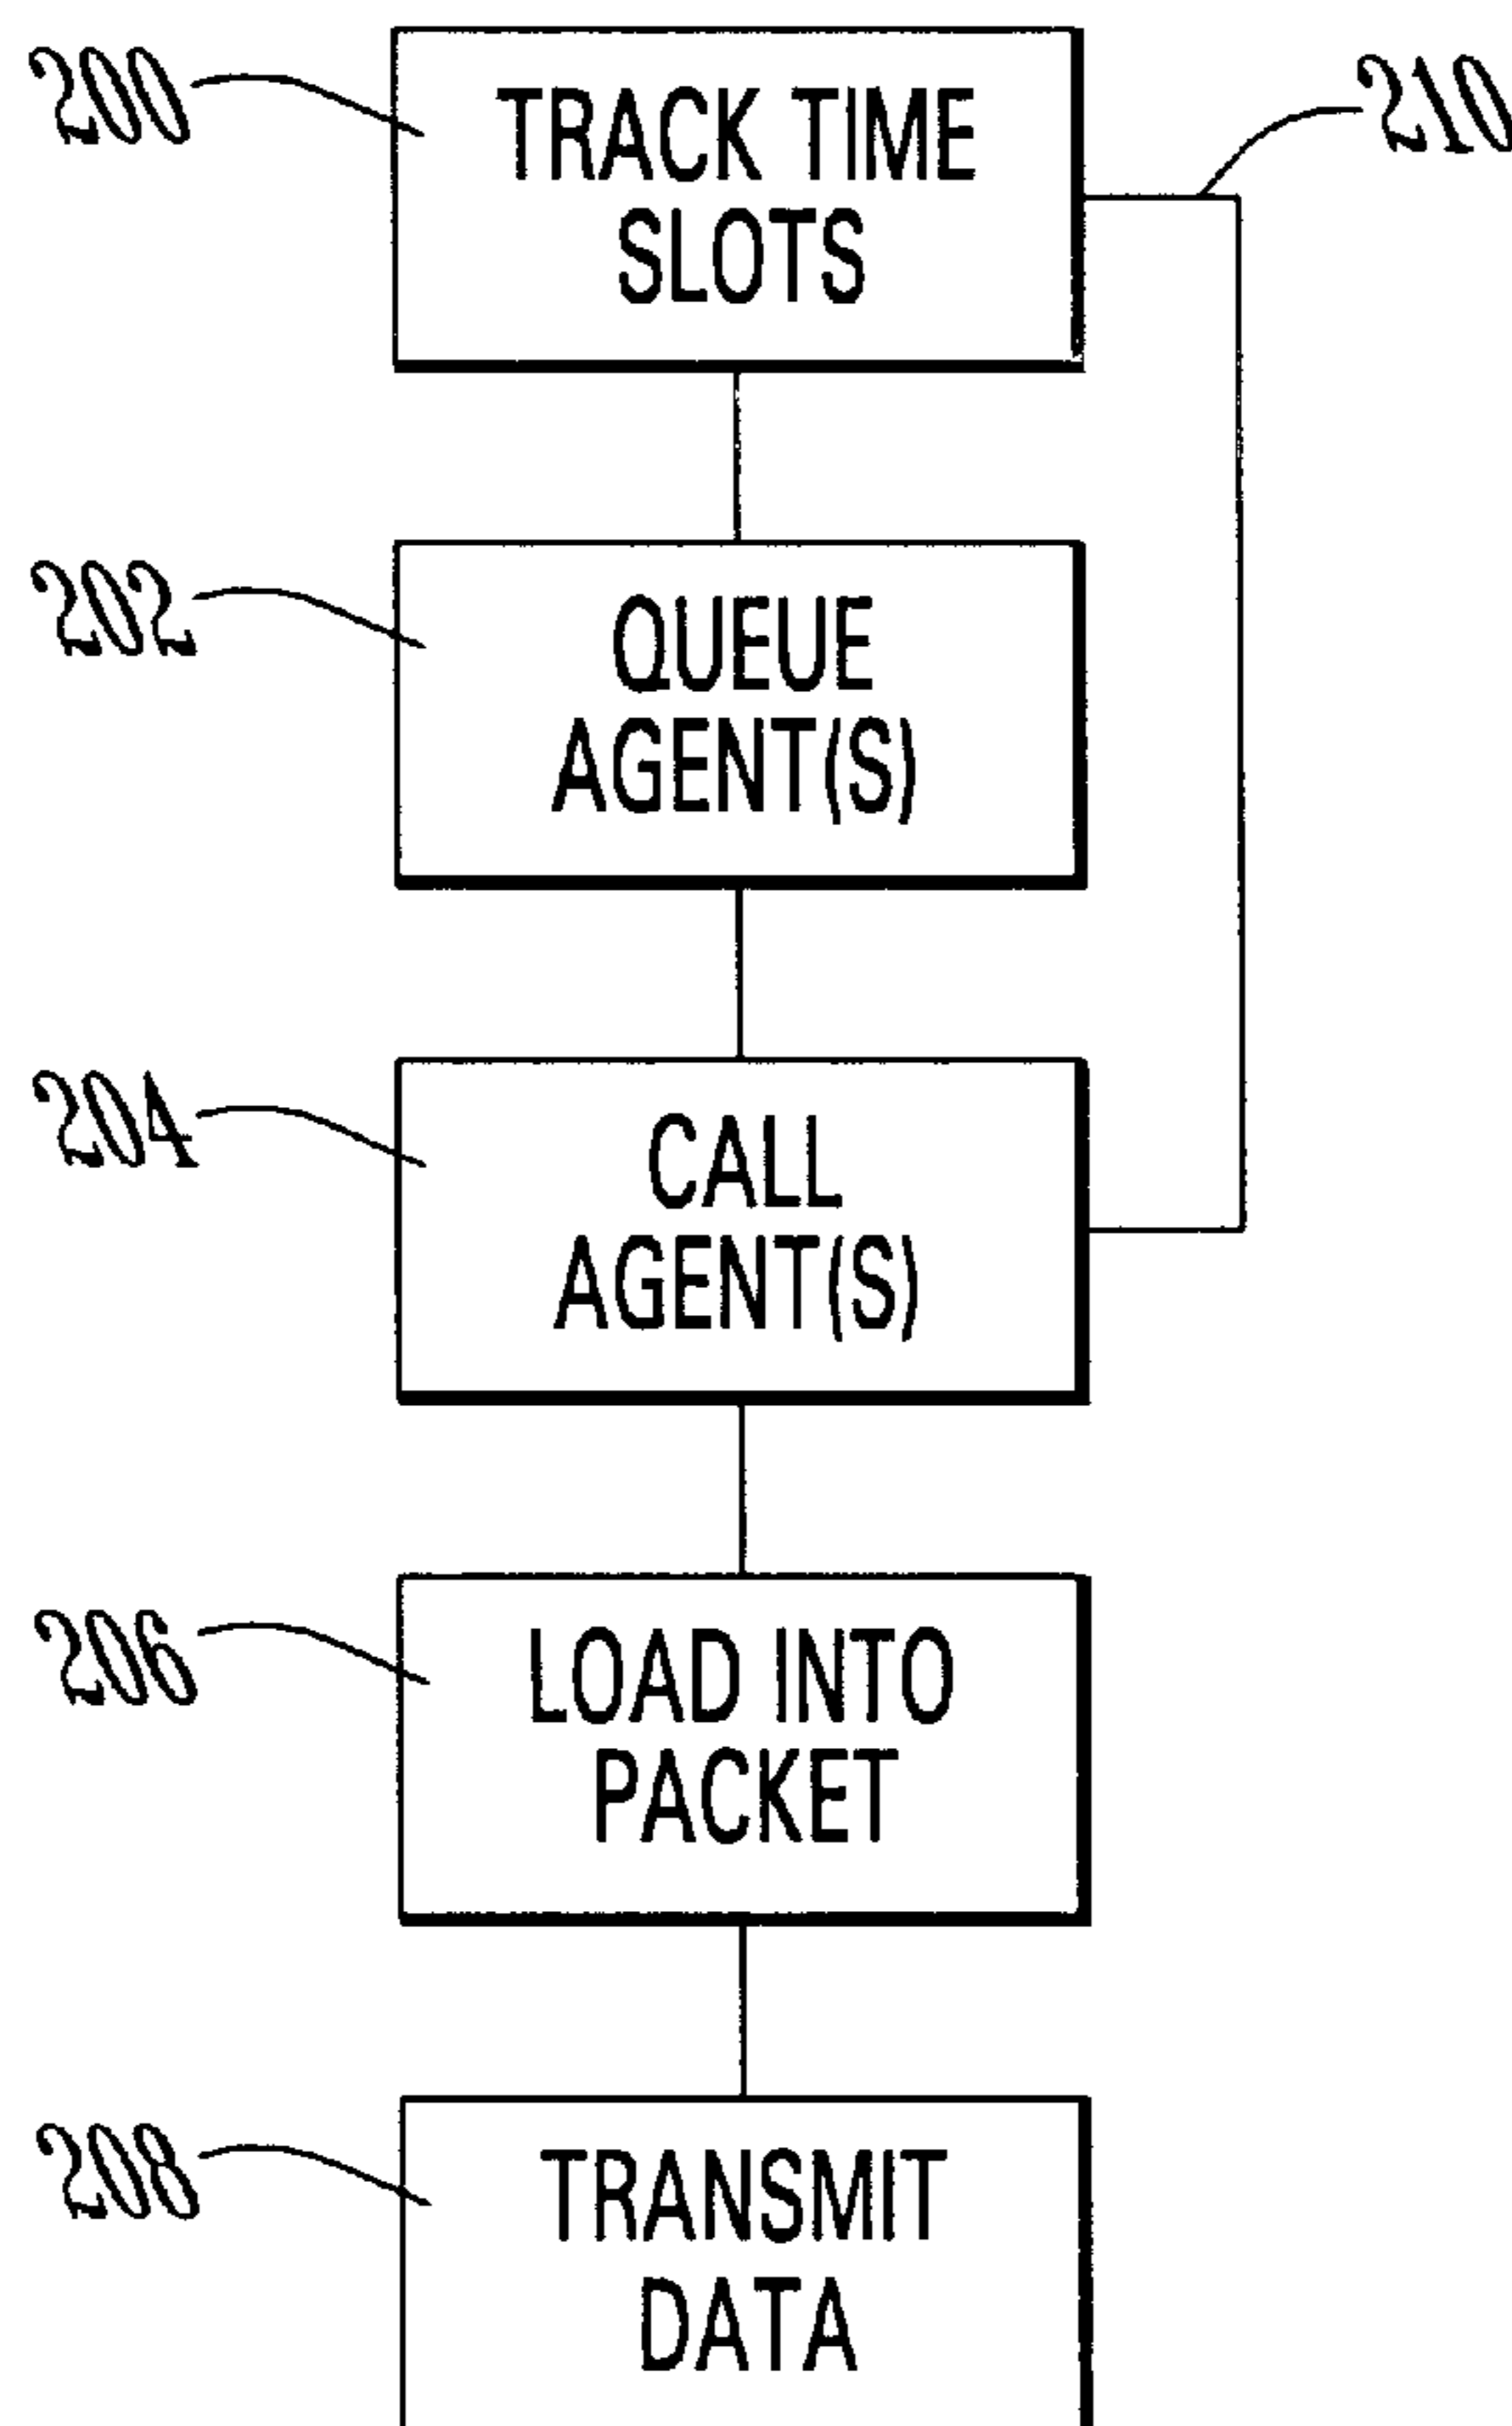 200
TRACK TIME
SLOTS
210
202
QUEUE
AGENT(S)
204
CALL
AGENT(S)
206
LOAD INTO
PACKET
208
TRANSMIT
DATA